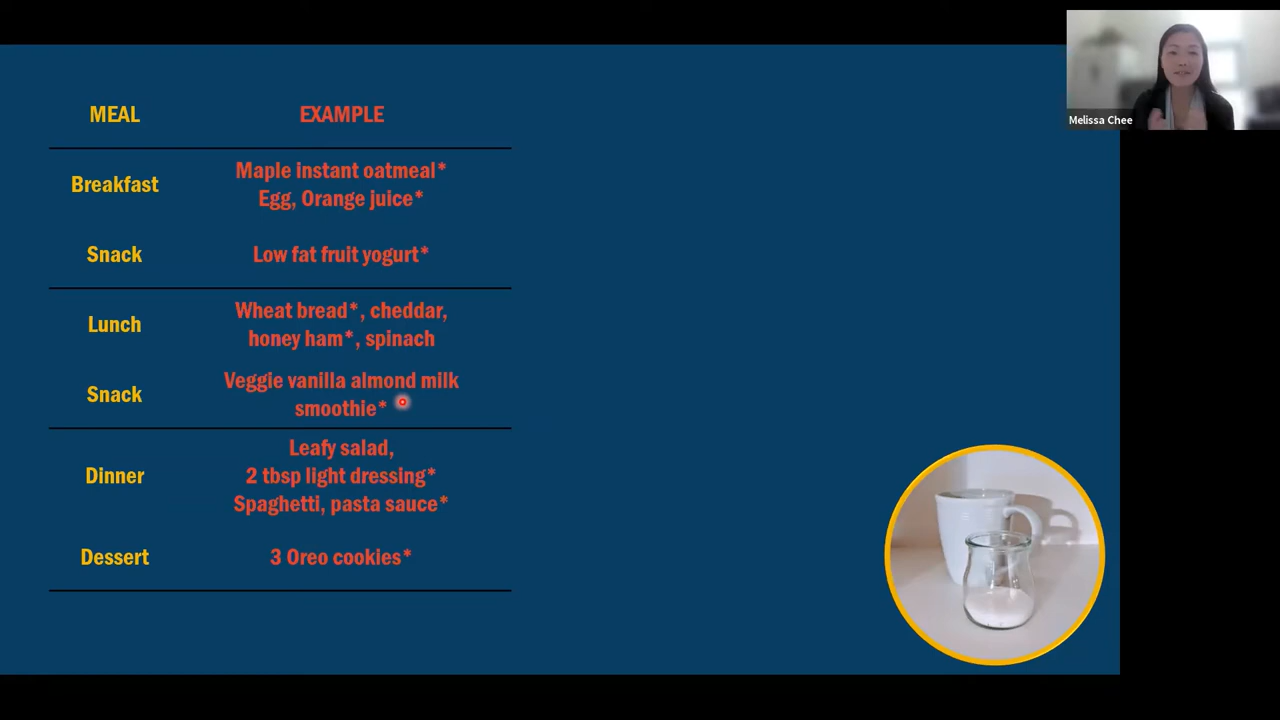 MEAL EXAMPLE
Breakfast
Maple instant oatmeal*
Egg, Orange juice*
Snack
Low fat fruit yogurt*
Lunch
Wheat bread*, cheddar,
honey ham*, spinach
Snack
Veggie vanilla almond milk
smoothie*
Dinner
Leafy salad,
2 tbsp light dressing*
Spaghetti, pasta sauce*
Dessert
3 Oreo cookies*
Melissa Chee